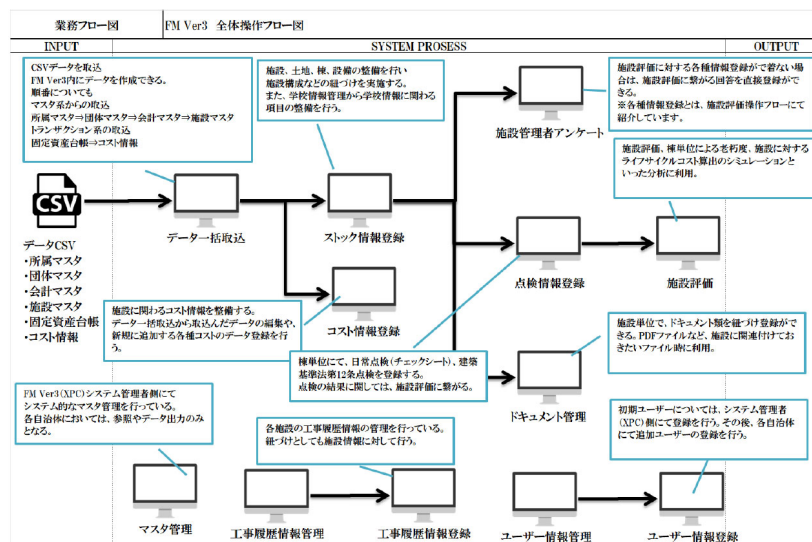 業務フロー図
FM Ver3 全体操作フロー図
INPUT
SYSTEM PROSESS
OUTPUT
CSVデータを取込
FM Ver3内にデータを作成できる。
順番についても
マスタ系からの取込
所属マスタ⇒団体マスタ⇒会計マスタ⇒施設マスタ
トランザクション系の取込
固定資産台帳⇒コスト情報
施設、土地、棟、設備の整備を行い
施設構成などの紐づけを実施する。
また、学校情報管理から学校情報に関わる
項目の整備を行う。
施設評価に対する各種情報登録がで着ない場
合は、施設評価に繋がる回答を直接登録がで
きる。
※各種情報登録とは、施設評価操作フローにて
紹介しています。
施設管理者アンケート
施設評価、棟単位による老朽度、施設に対する
ライフサイクルコスト算出のシミュレーションと
いった分析に利用。
CSV
データ一括取込
ストック情報登録
点検情報登録
施設評価
データCSV
・所属マスタ
・団体マスタ
・会計マスタ
・施設マスタ
・固定資産台帳
・コスト情報
施設に関わるコスト情報を整備する。
データ一括取込から取込んだデータの編集や、
新規に追加する各種コストのデータ登録を行
う。
コスト情報登録
棟単位にて、日常点検(チェックシート)、建築
基準法第12条点検を登録する。
点検の結果に関しては、施設評価に繋がる。
施設単位で、ドキュメント類を紐づけ登録が
できる。PDFファイルなど、施設に関連付けて
おきたいファイル時に利用。
ドキュメント管理
FM Ver3(XPC)システム管理者側にて
システム的なマスタ管理を行っている。
各自治体においては、参照やデータ出力のみ
となる。
各施設の工事履歴情報の管理を行っている。
紐づけとしても施設情報に対して行う。
初期ユーザーについては、システム管理者
(XPC)側にて登録を行う。その後、各自治体
にて追加ユーザーの登録を行う。
マスタ管理
工事履歴情報管理
工事履歴情報登録
ユーザー情報管理
ユーザー情報登録